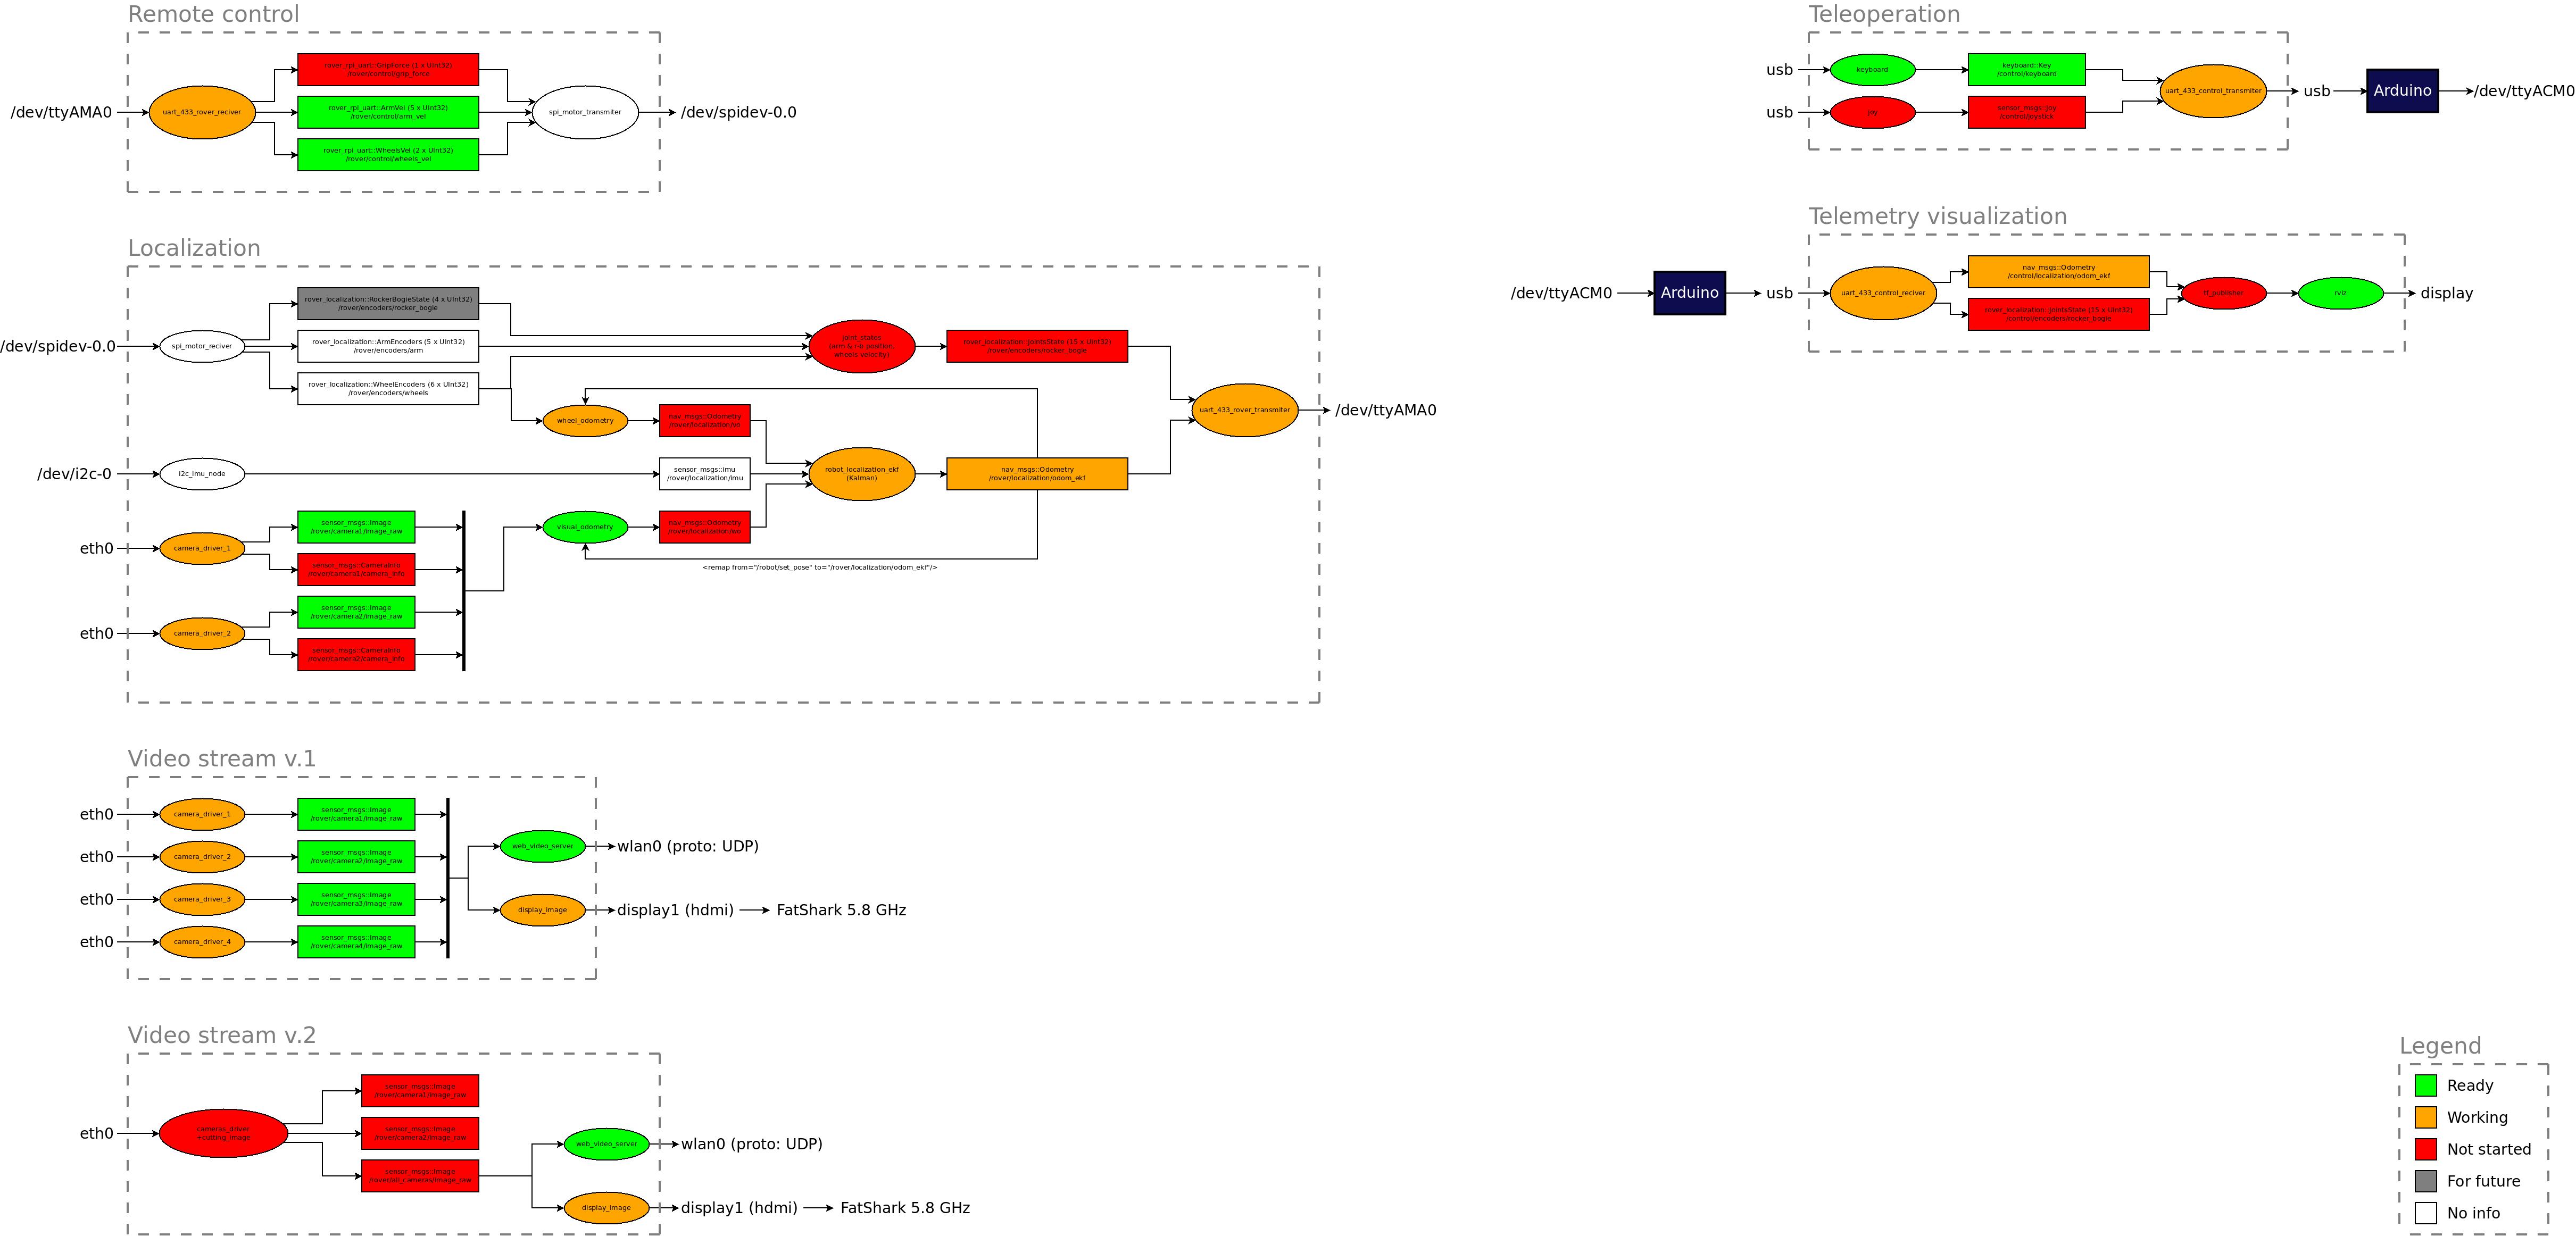 Remote control
/dev/ttyAMA0
uart_433_rover_reciver
rover_rpi_uart::GripForce (1 x UInt32)
/rover/control/grip_force
rover_rpi_uart::ArmVel (5 x UInt32)
/rover/control/arm_vel
rover_rpi_uart::WheelsVel (2 x UInt32)
/rover/control/wheels_vel
spi_motor_transmiter
/dev/spidev-0.0
Teleoperation
usb
keyboard
keyboard::Key
/control/keyboard
usb
joy
sensor_msgs::Joy
/control/joystick
uart_433_control_transmiter
usb
Arduino
/dev/ttyACM0
Localization
/dev/spidev-0.0
spi_motor_reciver
rover_localization::RockerBogieState (4 x UInt32)
/rover/encoders/rocker_bogie
rover_localization::ArmEncoders (5 x UInt32)
/rover/encoders/arm
rover_localization::WheelEncoders (6 x UInt32)
/rover/encoders/wheels
joint_states
(arm & r-b position,
wheels velocity)
rover_localization::JointsState (15 x UInt32)
/rover/encoders/rocker_bogie
wheel_odometry
nav_msgs::Odometry
uart_433_rover_transmiter
/dev/ttyAMA0
/dev/i2c-0
i2c_imu_node
sensor_msgs::imu
/rover/localization/imu
robot_localization_ekf
(Kalman)
nav_msgs::Odometry
/rover/localization/odom_ekf
eth0
camera_driver_1
sensor_msgs::Image
/rover/camera1/image_raw
sensor_msgs::CameraInfo
/rover/camera1/camera_info
visual_odometry
nav_msgs::Odometry
<remap from="/robot/set_pose" to="/rover/localization/odom_ekf"/>
eth0
camera_driver_2
sensor_msgs::Image
/rover/camera2/image_raw
sensor_msgs::CameraInfo
/rover/camera2/camera_info
Telemetry visualization
/dev/ttyACM0
Arduino
usb
uart_433_control_reciver
nav_msgs::Odometry
/control/localization/odom_ekf
rover_localization::JointsState (15 x UInt32)
/control/encoders/rocker_bogie
tf_publisher
rviz
display
Video stream v.1
eth0
camera_driver_1
sensor_msgs::Image
/rover/camera1/image_raw
eth0
camera_driver_2
sensor_msgs::Image
/rover/camera2/image_raw
eth0
camera_driver_3
sensor_msgs::Image
/rover/camera3/image_raw
eth0
camera_driver_4
sensor_msgs::Image
/rover/camera4/image_raw
web_video_server
wlan0 (proto: UDP)
display_image
display1 (hdmi)
FatShark 5.8 GHz
Video stream v.2
eth0
cameras_driver
+cutting_image
sensor_msgs::Image
/rover/camera1/image_raw
sensor_msgs::Image
/rover/camera2/image_raw
sensor_msgs::Image
/rover/all-cameras/image_raw
web_video_server
wlan0 (proto: UDP)
display_image
display1 (hdmi)
FatShark 5.8 GHz
Legend
Ready
Working
Not started
For future
No info